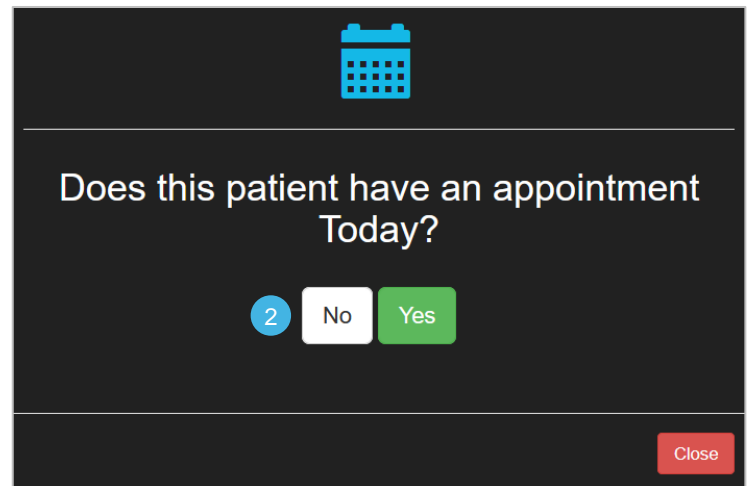 Does this patient have an appointment
Today?
2 No Yes
Close